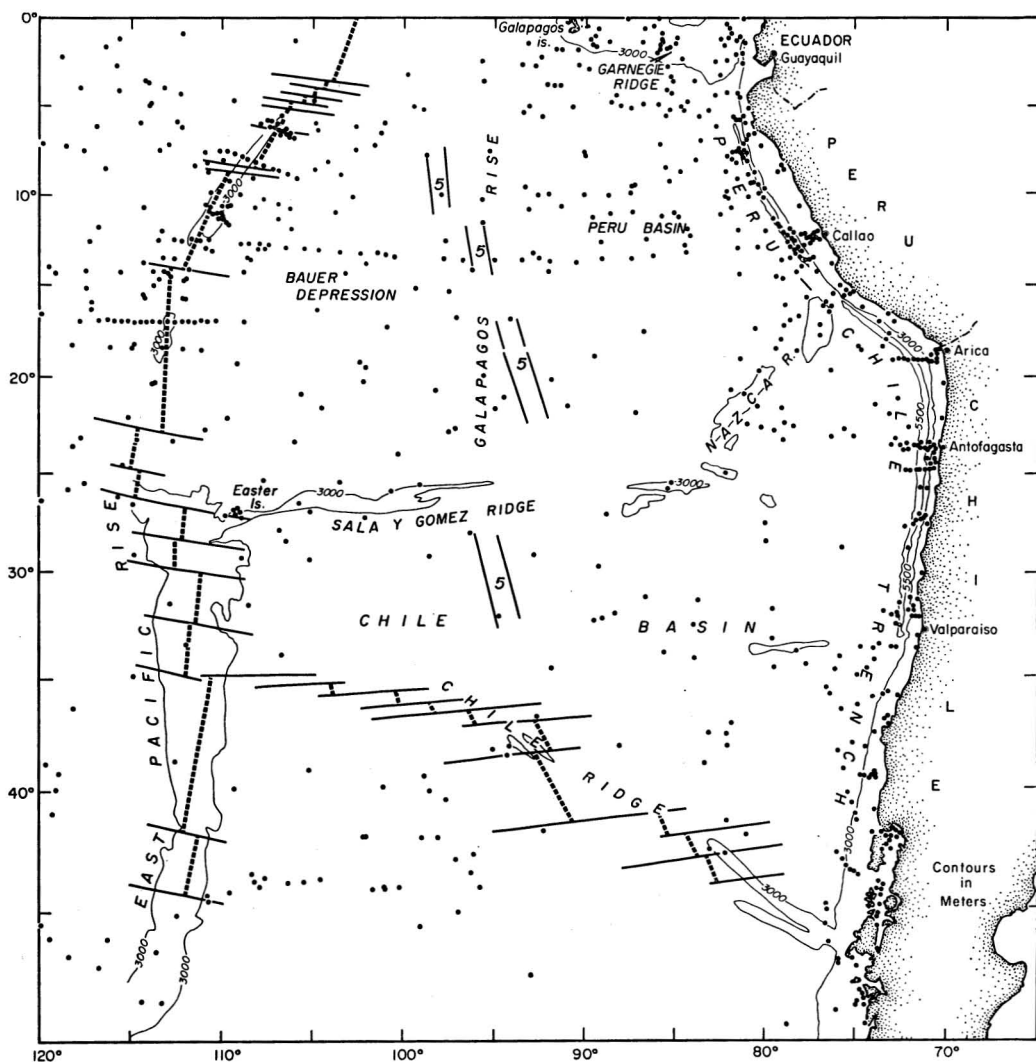 0°
10°
20°
30°
40°
120°
110°
100°
90°
80°
70°
Galapagos
is.
3000
GARNEGIE
RIDGE
ECUADOR
Guayaquil
PERU
3000
5
RISE
PERU BASIN
Callao
BAUER
DEPRESSION
5
GALAPAGOS
3000
5
NAZCA R.
PERU-CHILE TRENCH
3000
Arica
5500
Antofagasta
CHILE
Easter
Is.
3000
3000
SALA Y GOMEZ RIDGE
5
CHILE BASIN
5500
Valparaiso
EAST PACIFIC RISE
CHILE RIDGE
3000
3000
Contours
in
Meters
3000
3000